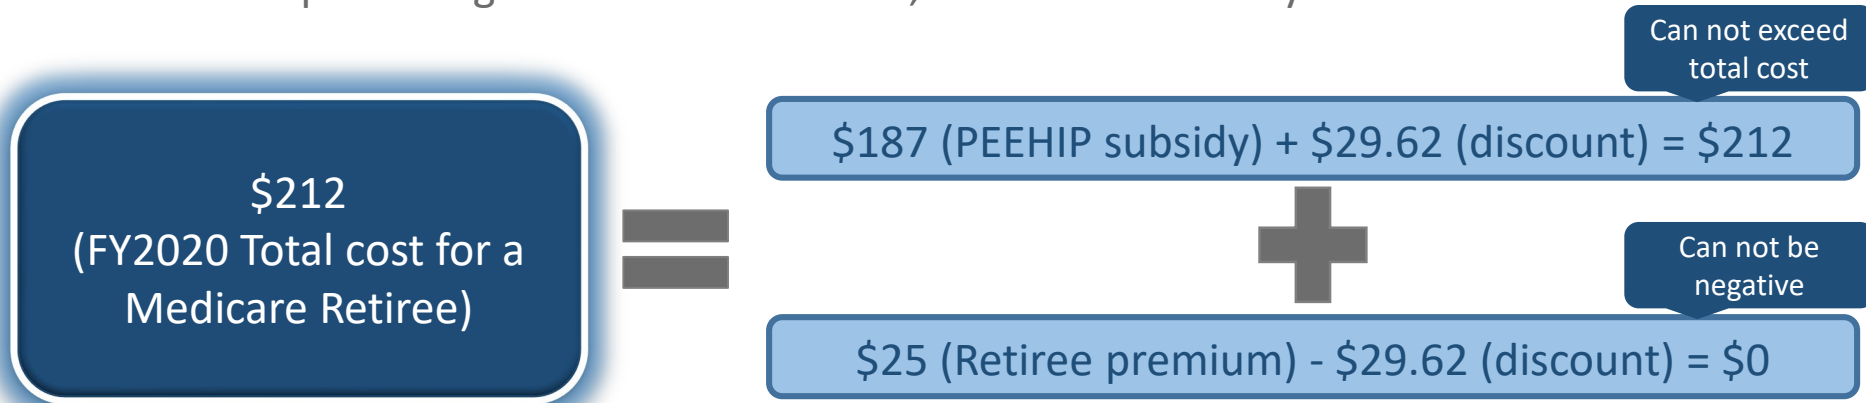 Can not exceed
total cost
$187 (PEEHIP subsidy) + $29.62 (discount) = $212
$212
(FY2020 Total cost for a
Medicare Retiree)
Can not be
negative
$25 (Retiree premium) - $29.62 (discount) = $0